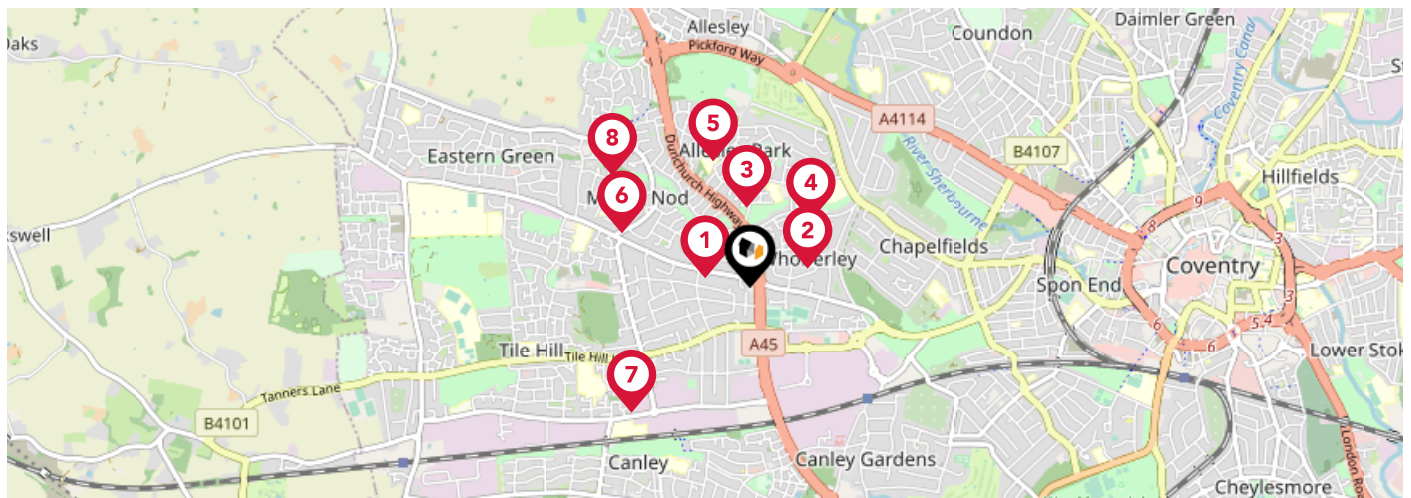 Daimler Green
Allesley
Coundon
Oaks
Pickford Way
Coventry Canal
A4114
5
8
Allesley Park
B4107
Dunchurch Highway
Eastern Green
River Sherbourne
3
4
Hillfields
6
Nod
9
swell
1
2
8
3
Chapelfields
Coventry
Spon End
3
6
5
4
6
A45
Tile Hill
Tile Hill
Lower Stok
7
Tanners Lane
B4101
London Ro
Canley
Canley Gardens
Cheylesmore